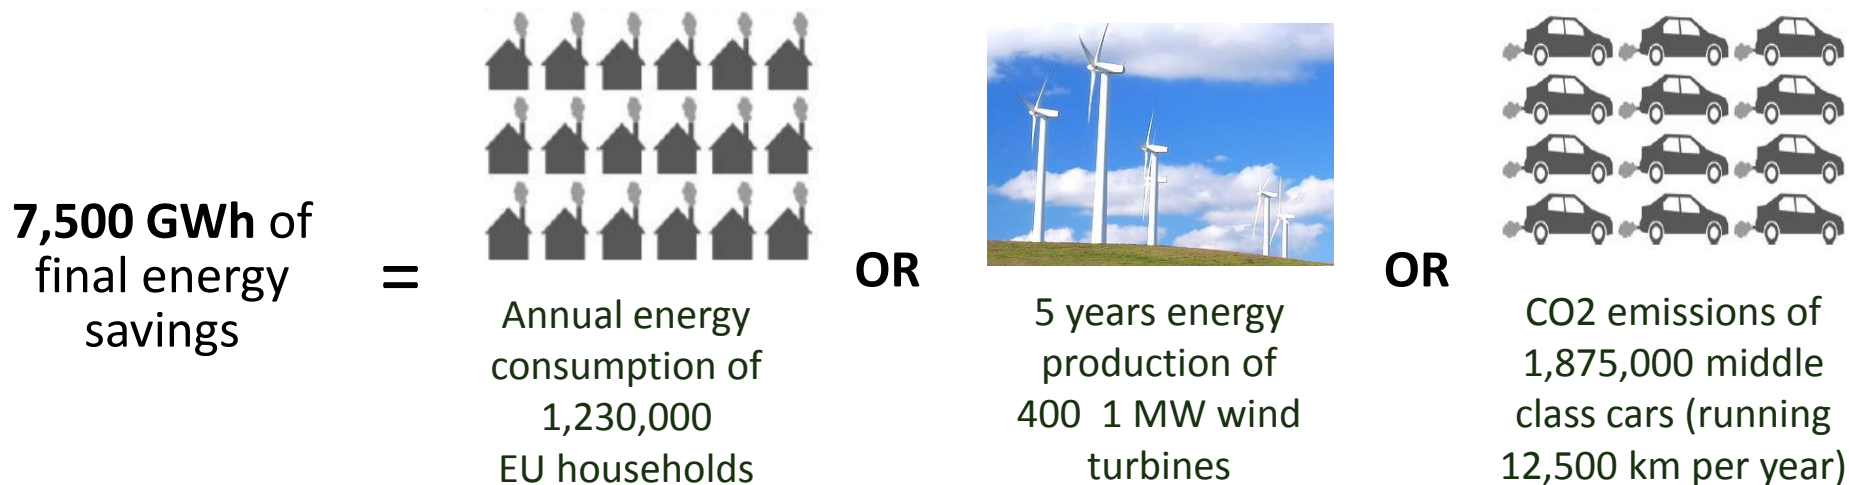 7,500 GWh of
final energy
savings
=
Annual energy
consumption of
1,230,000
EU households
OR
5 years energy
production of
400  1 MW wind
turbines
OR
CO2 emissions of
1,875,000 middle
class cars (running
12,500 km per year)